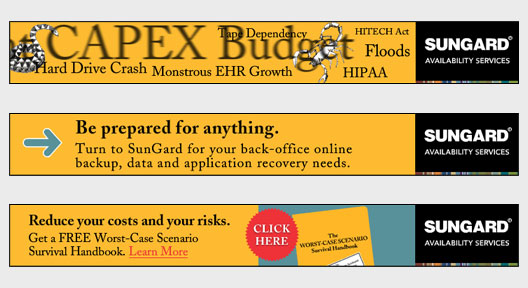 CAPEX Budget
Tape Dependency
HITECH Act
Floods
Hard Drive Crash
Monstrous EHR Growth
HIPAA
SUNGARD®
AVAILABILITY SERVICES
Be prepared for anything.
Turn to SunGard for your back-office online
backup, data and application recovery needs.
SUNGARD®
AVAILABILITY SERVICES
Reduce your costs and your risks.
Get a FREE Worst-Case Scenario
Survival Handbook. Learn More
CLICK
HERE
The
WORST-CASE SCENARIO
Survival Handbook
SUNGARD®
AVAILABILITY SERVICES